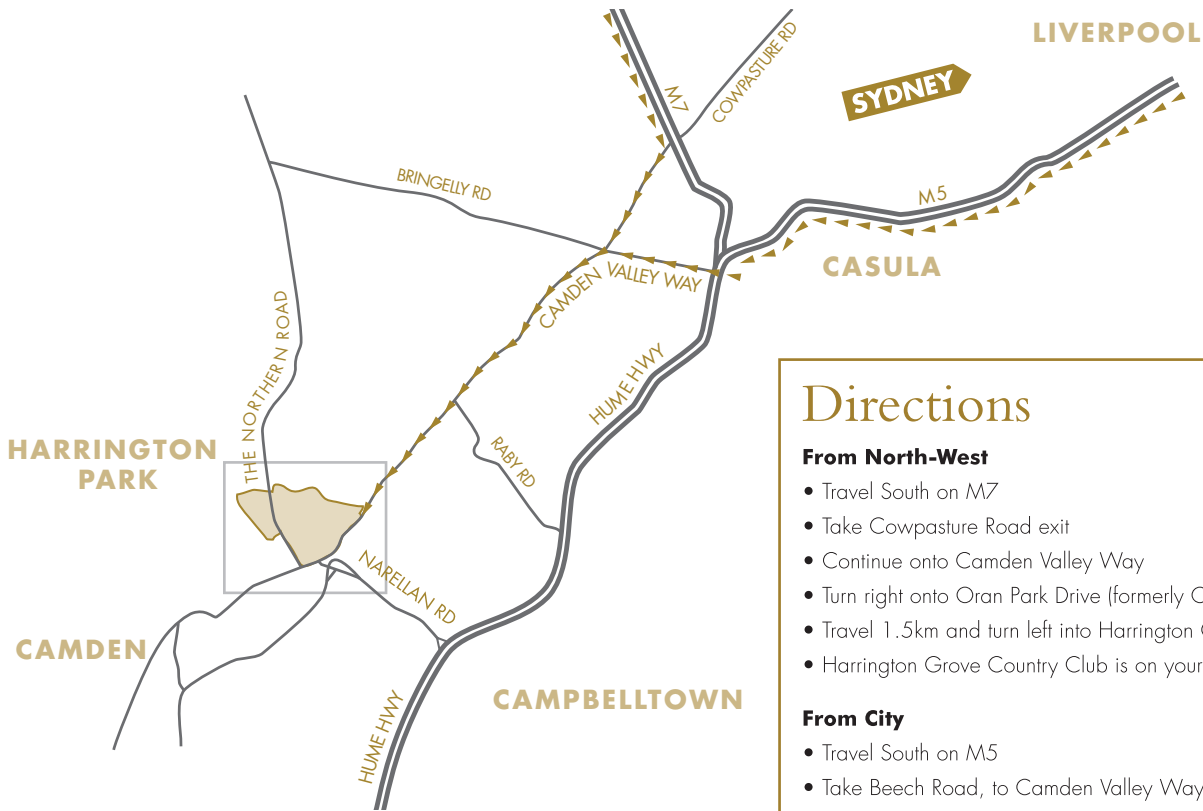 LIVERPOOL
SYDNEY
COWPASTURE RD
M7
BRINGELLY RD
M5
CASULA
CAMDEN VALLEY WAY
THE NORTHERN ROAD
HUME HWY
HARRINGTON
PARK
RABY RD
NARELLAN RD
CAMDEN
CAMPBELLTOWN
HUME HWY
Directions
From North-West
• Travel South on M7
• Take Cowpasture Road exit
• Continue onto Camden Valley Way
• Turn right onto Oran Park Drive (formerly
• Travel 1.5km and turn left into Harrington
• Harrington Grove Country Club is on your
From City
• Travel South on M5
• Take Beech Road, to Camden Valley Way